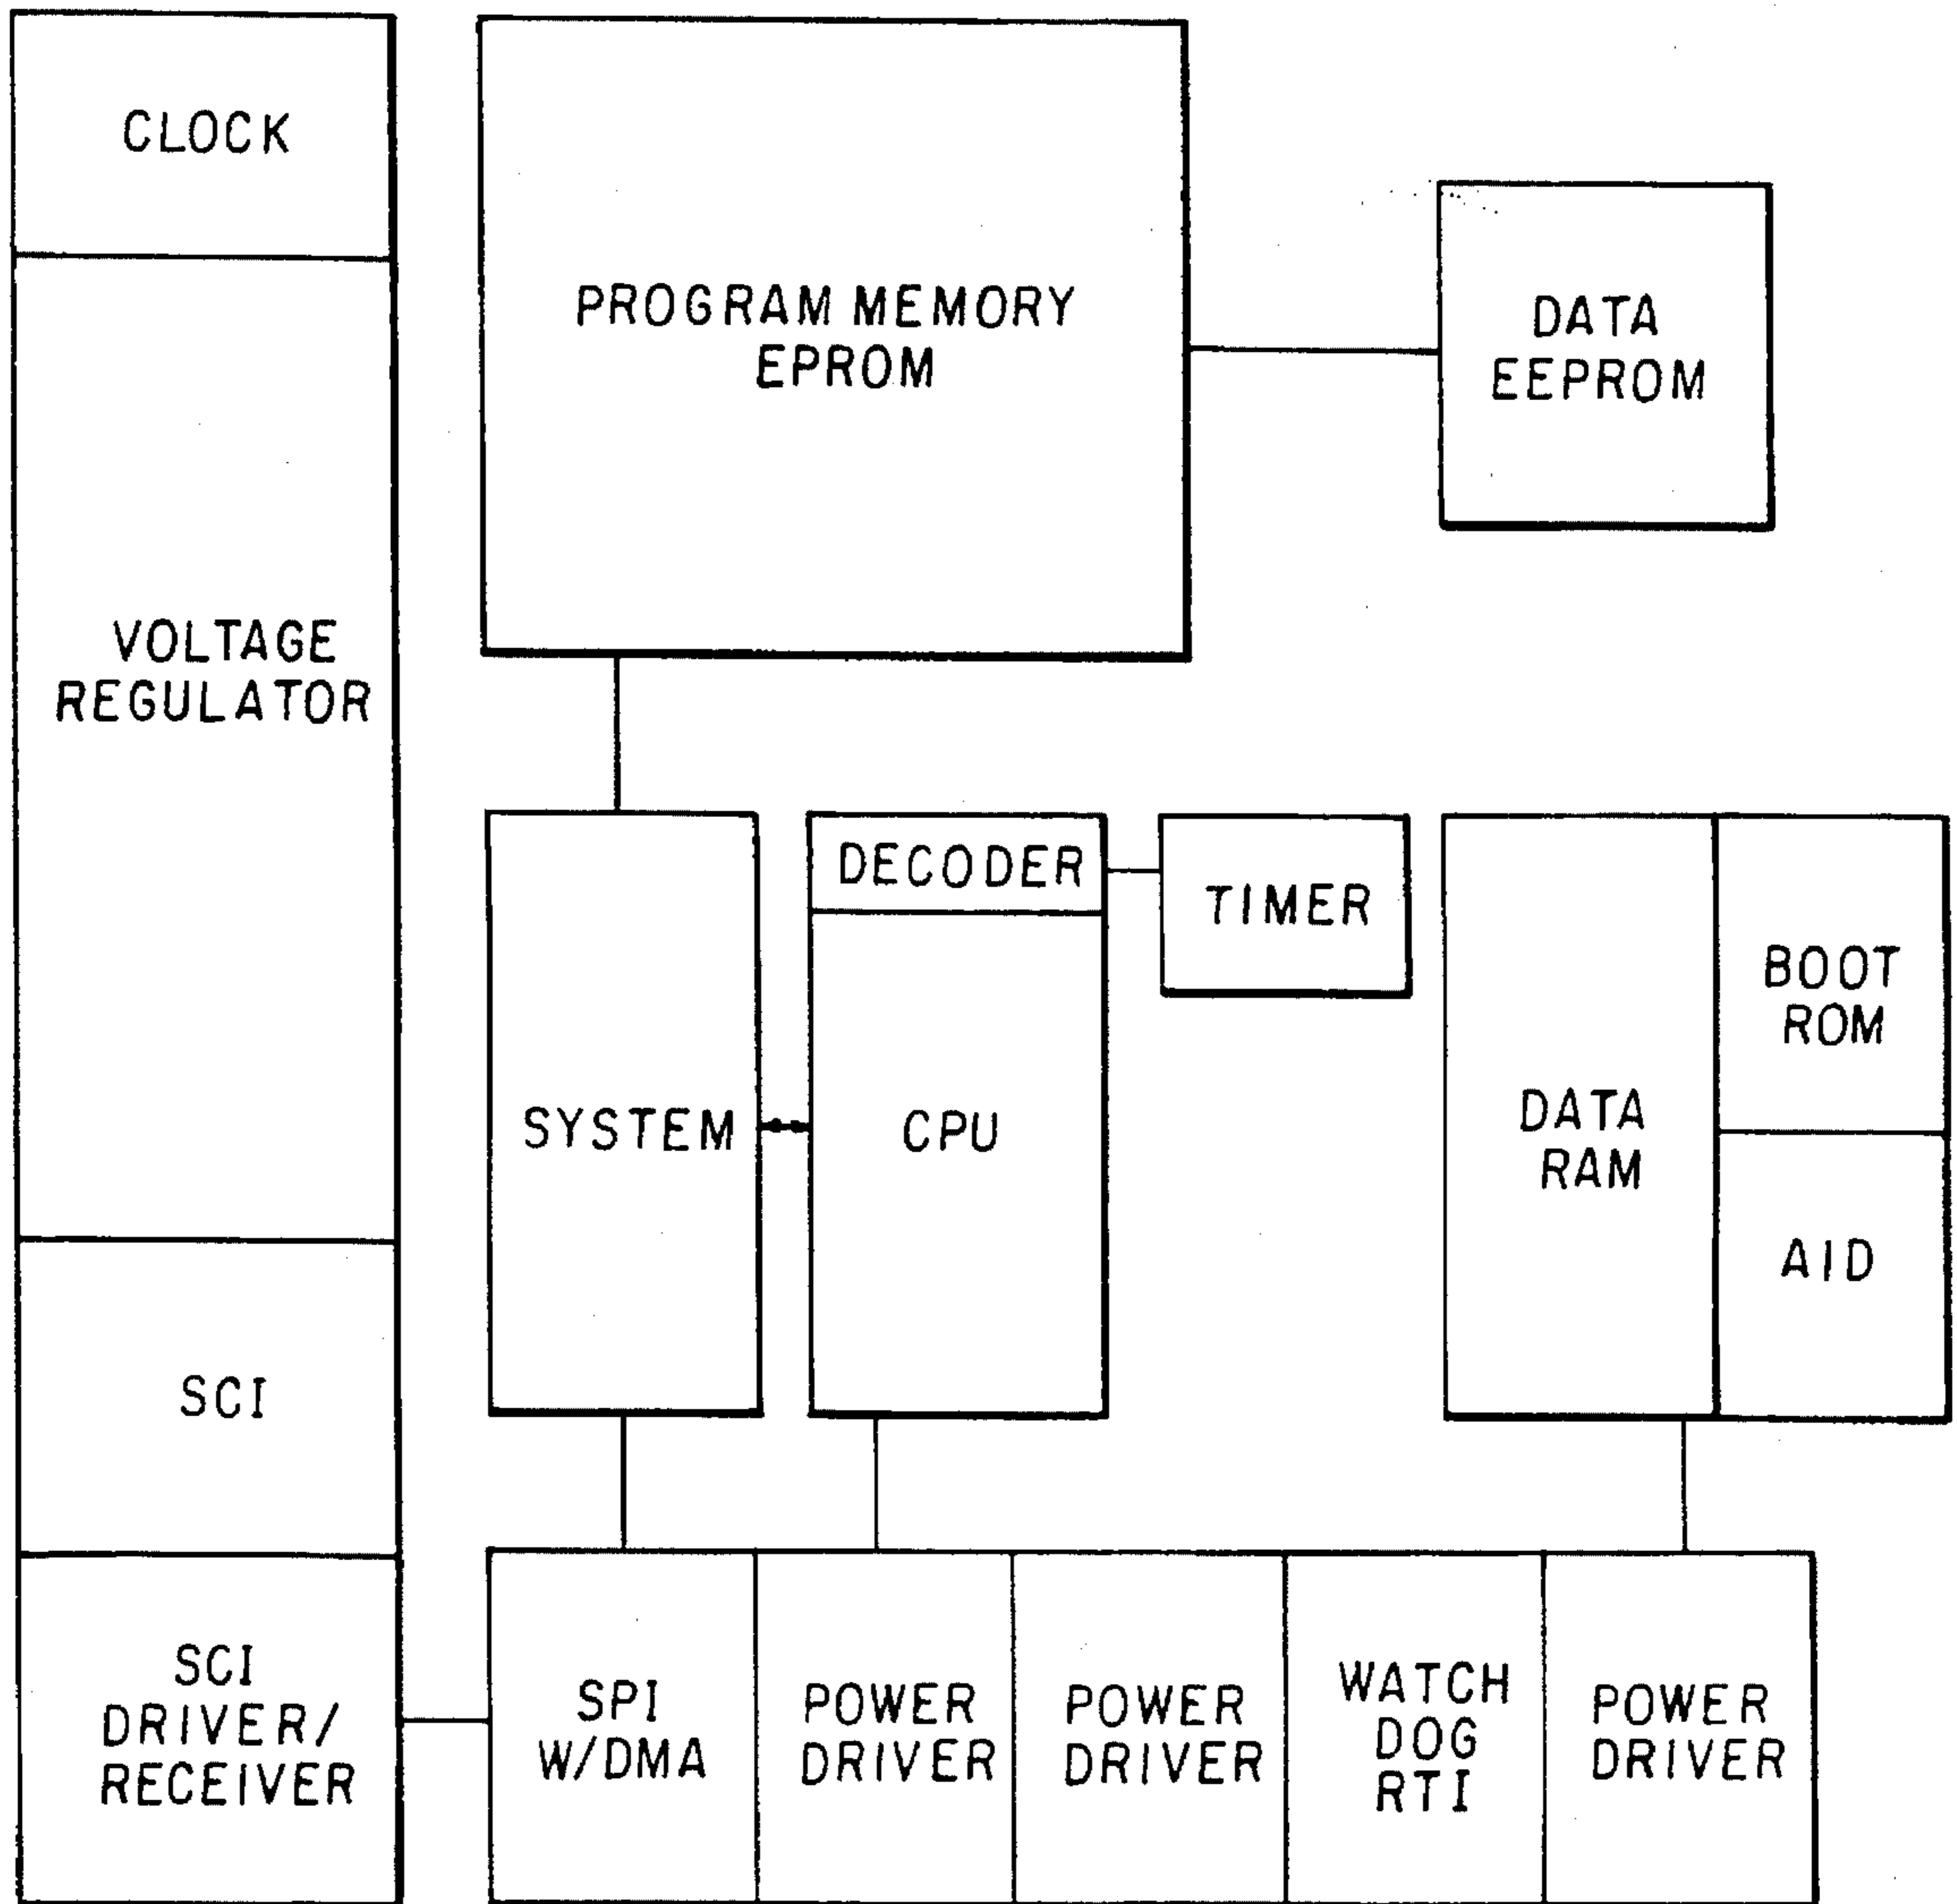 CLOCK
VOLTAGE
REGULATOR
SCI
SCI
DRIVER/
RECEIVER
PROGRAM MEMORY
EPROM
DATA
EEPROM
SYSTEM
DECODER
CPU
TIMER
DATA
RAM
BOOT
ROM
AID
SPI
W/DMA
POWER
DRIVER
POWER
DRIVER
WATCH
DOG
RTI
POWER
DRIVER